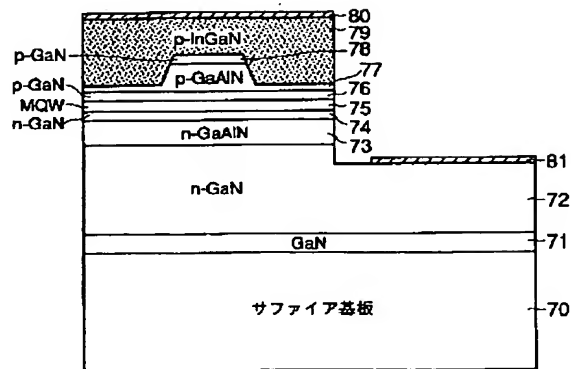 80
p-InGaN
79
p-GaN
78
p-GaAlN
77
p-GaN
76
MQW
75
n-GaN
74
n-GaAlN
73
81
n-GaN
72
GaN
71
サファイア基板
70